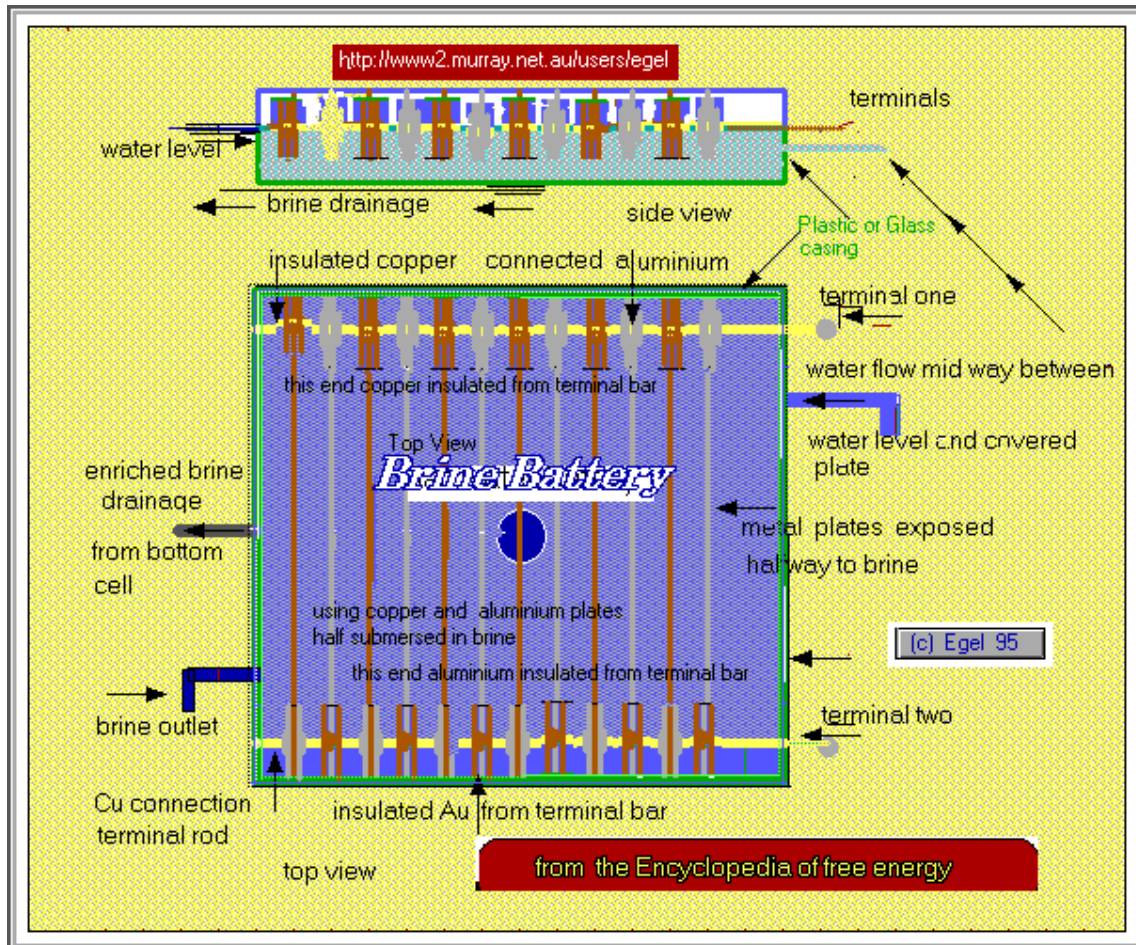 http://www2.murray.net.au/users/egel
terminals
water level
brine drainage
side view
Plastic or Glass
casing
insulated copper connected aluminium
terminal one
this end copper insulated from terminal bar
water flow mid way between
water level and covered
plate
Top View
Brine Battery
enriched brine
drainage
from bottom
cell
metal plates exposed
halfway to brine
using copper and aluminium plates
half submersed in brine
(c) Egel 95
this end aluminium insulated from terminal bar
brine outlet
terminal two
Cu connection
terminal rod
insulated Au from terminal bar
top view
from the Encyclopedia of free energy